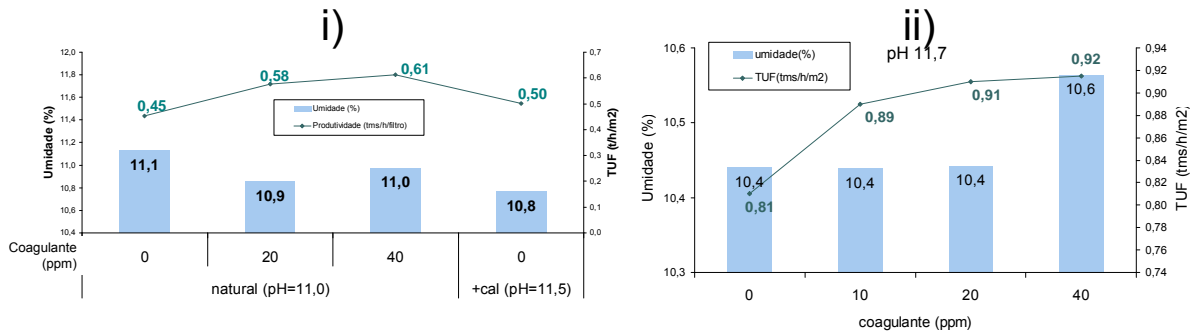 i)
12,0
11,8
11,6
11,4
11,2
11,0
10,8
10,6
10,4
Umidade (%)
0,7
0,6
0,5
0,4
0,3
0,2
0,1
0,0
TUF (t/h/m2)
0,45
0,58
0,61
0,50
Umidade (%)
Produtividade (tms/h/filtro)
11,1
10,9
11,0
10,8
Coagulante
(ppm)
0 20 40 0
natural (pH=11,0) +cal (pH=11,5)
ii)
pH 11,7
10,6
10,5
10,4
10,3
Umidade (%)
umidade(%)
TUF(tms/h/m2)
0,94
0,92
0,90
0,88
0,86
0,84
0,82
0,80
0,78
0,76
0,74
TUF (tms/h/m2)
0,81
0,89
0,91
0,92
10,4
10,4
10,4
10,6
0 10 20 40
coagulante (ppm)